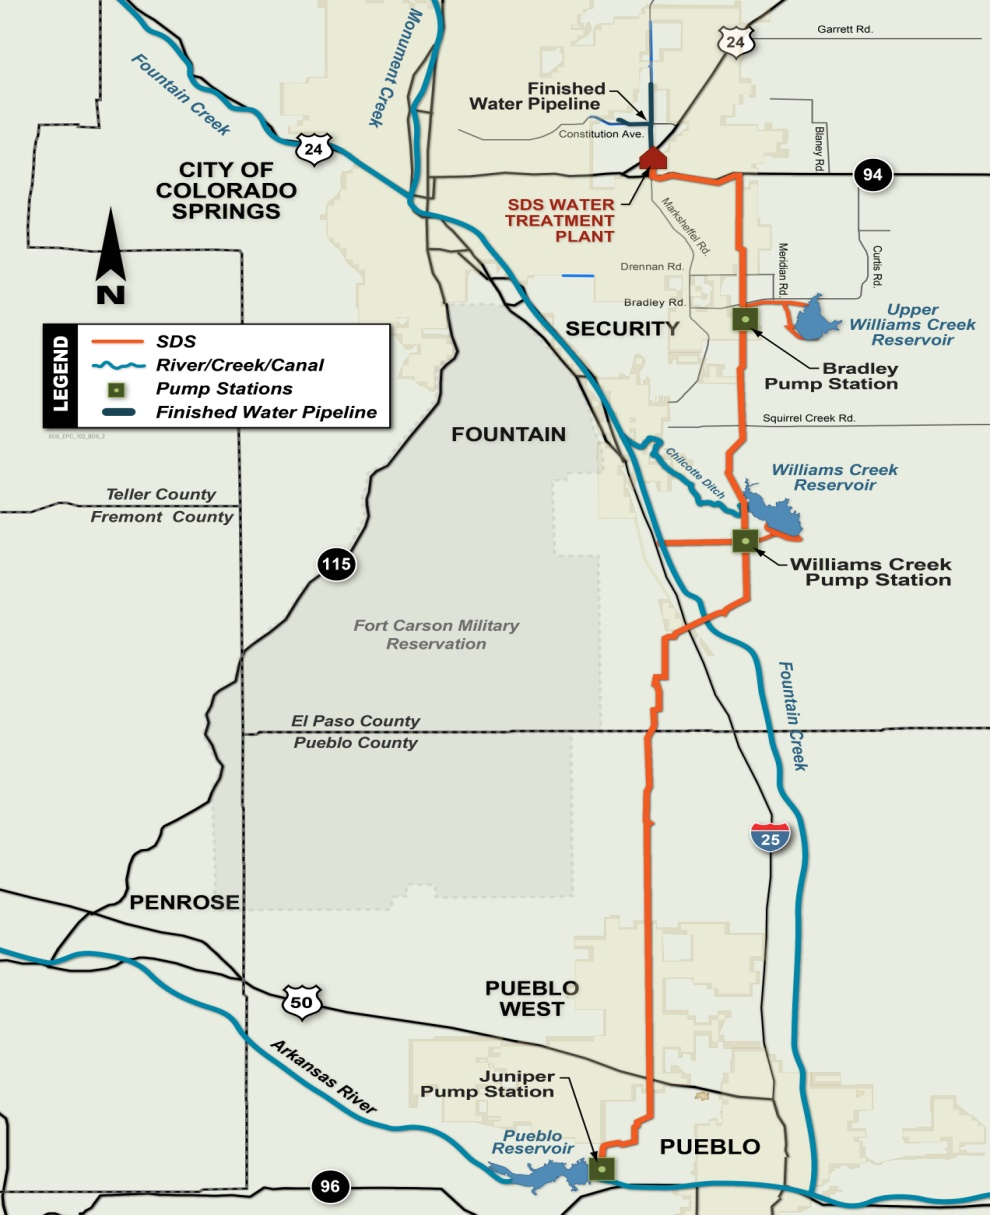 Garrett Rd.
24
Monument Creek
Fountain Creek
Finished
Water Pipeline
Constitution Ave.
Blaney Rd.
24
94
CITY OF
COLORADO
SPRINGS
SDS WATER
TREATMENT
PLANT
Marksheffel Rd.
Drennan Rd.
Meridian Rd.
Curtis Rd.
N
Bradley Rd.
Upper
Williams Creek
Reservoir
SECURITY
LEGEND
SDS
River/Creek/Canal
Pump Stations
Finished Water Pipeline
Bradley
Pump Station
Squirrel Creek Rd.
FOUNTAIN
SDS_EPC_102_8DS_2
Chilcotte Ditch
Williams Creek
Reservoir
Teller County
Fremont County
115
Williams Creek
Pump Station
Fort Carson Military
Reservation
Fountain Creek
El Paso County
Pueblo County
25
PENROSE
PUEBLO
WEST
50
Arkansas River
Juniper
Pump Station
Pueblo
Reservoir
PUEBLO
96